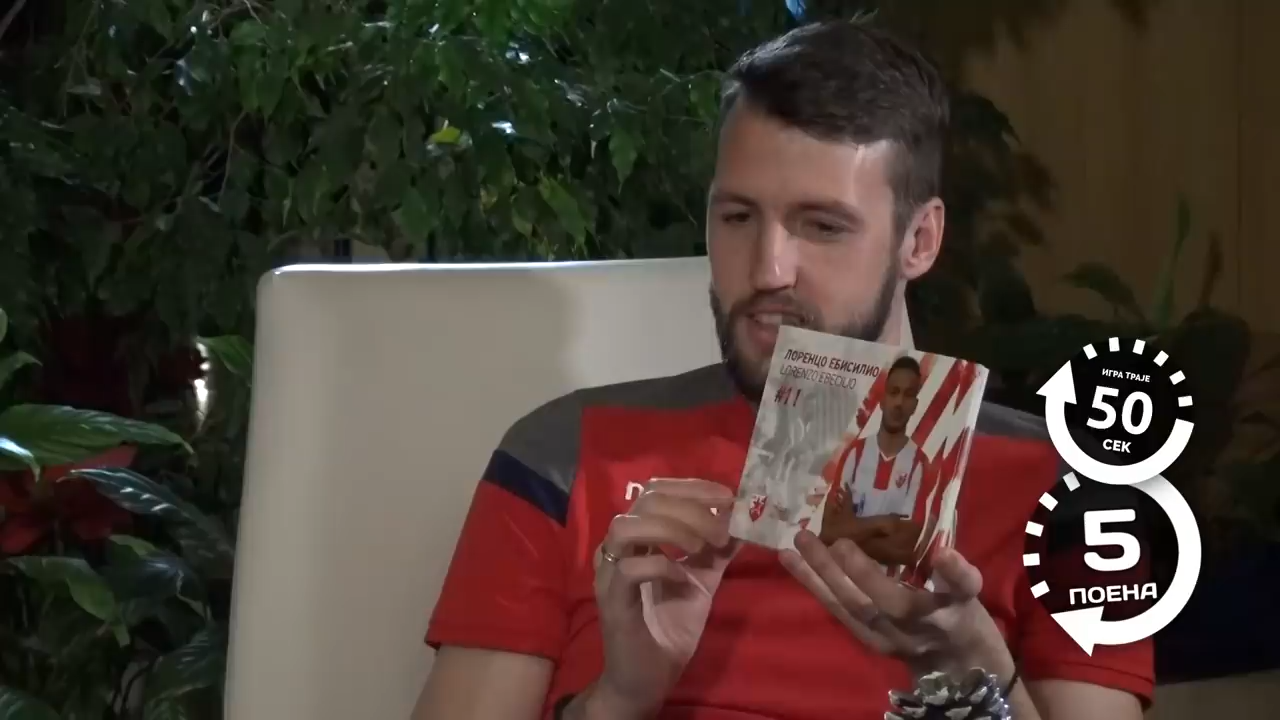 ЛОРЕНЦО ЕБИСИЛИО
LORENZO EBECILIO
#11
ИГРА ТРАЈЕ
50
СЕК
5
ПОЕНА